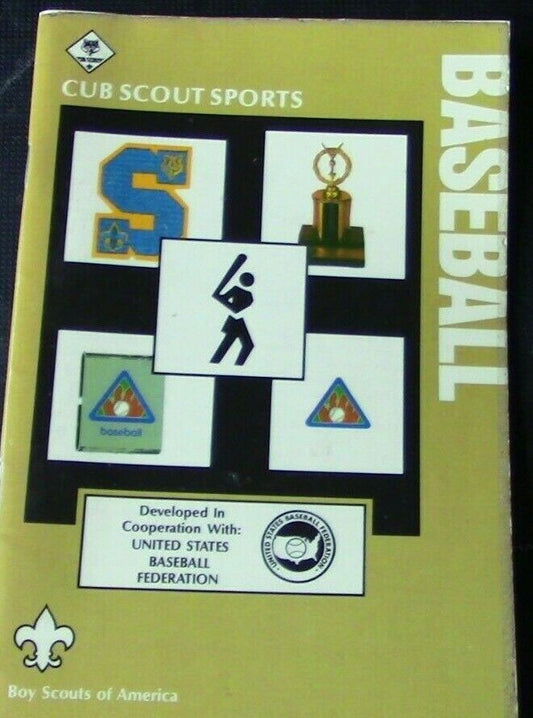 CUB SCOUT SPORTS
BASEBALL
S
baseball
Developed In
Cooperation With:
UNITED STATES
BASEBALL
FEDERATION
UNITED STATES BASEBALL FEDERATION
Boy Scouts of America